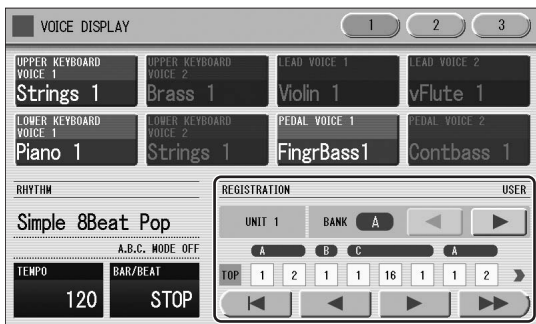 VOICE DISPLAY
1 2 3
UPPER KEYBOARD VOICE 1
Strings 1
UPPER KEYBOARD VOICE 2
Brass 1
LEAD VOICE 1
Violin 1
LEAD VOICE 2
vFlute 1
LOWER KEYBOARD VOICE 1
Piano 1
LOWER KEYBOARD VOICE 2
Strings 1
PEDAL VOICE 1
FingrBass1
PEDAL VOICE 2
Contbass 1
RHYTHM
Simple 8Beat Pop
A.B.C. MODE OFF
TEMPO
120
BAR/BEAT
STOP
REGISTRATION USER
UNIT 1 BANK A
A B C A
TOP 1 2 1 1 16 1 1 2